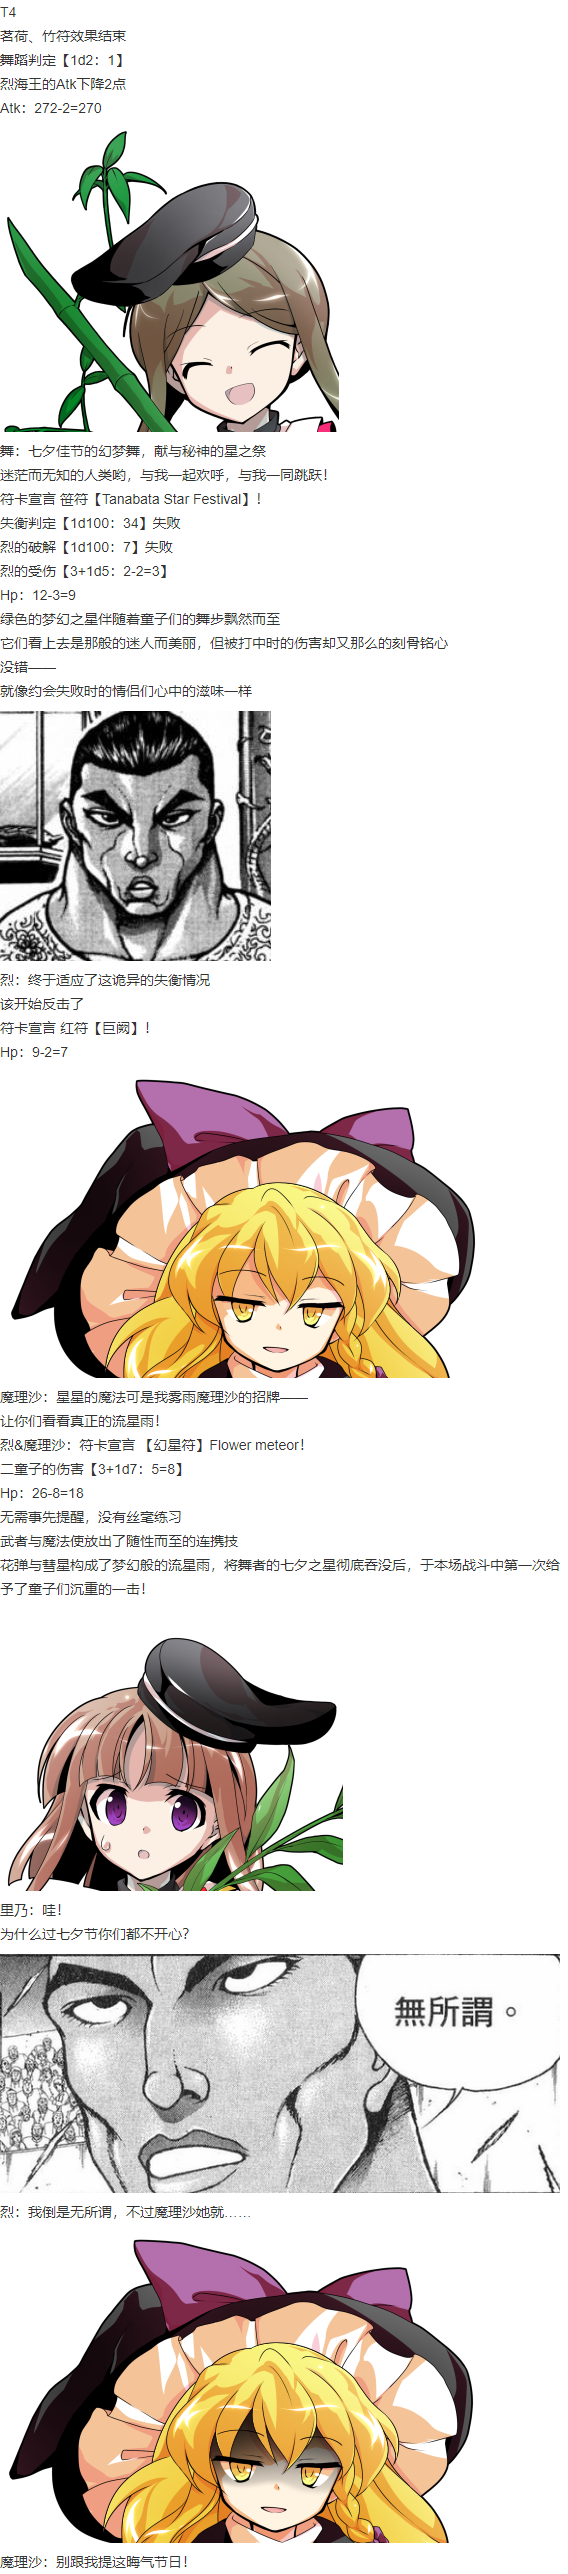 T4
茗荷、竹符效果结束
舞蹈判定【1d2：1】
烈海王的Atk下降2点
Atk：272-2=270
舞：七夕佳节的幻梦舞，献与秘神的星之祭
迷茫而无知的人类哟，与我一起欢呼，与我一同跳跃！
符卡宣言 笹符【Tanabata Star Festival】！
失衡判定【1d100：34】失败
烈的破解【1d100：7】失败
烈的受伤【3+1d5：2-2=3】
Hp：12-3=9
绿色的梦幻之星伴随着童子们的舞步飘然而至
它们看上去是那般的迷人而美丽，但被打中时的伤害却又那么的刻骨铭心
没错——
就像约会失败时的情侣们心中的滋味一样
烈：终于适应了这诡异的失衡情况
该开始反击了
符卡宣言 红符【巨阙】！
Hp：9-2=7
魔理沙：星星的魔法可是我雾雨魔理沙的招牌——
让你们看看真正的流星雨！
烈&魔理沙：符卡宣言 【幻星符】Flower meteor！
二童子的伤害【3+1d7：5=8】
Hp：26-8=18
无需事先提醒，没有丝毫练习
武者与魔法使放出了随性而至的连携技
花弹与彗星构成了梦幻般的流星雨，将舞者的七夕之星彻底吞没后，于本场战斗中第一次给
予了童子们沉重的一击！
里乃：哇！
为什么过七夕节你们都不开心？
無所謂。
烈：我倒是无所谓，不过魔理沙她就……
魔理沙：别跟我提这晦气节日！